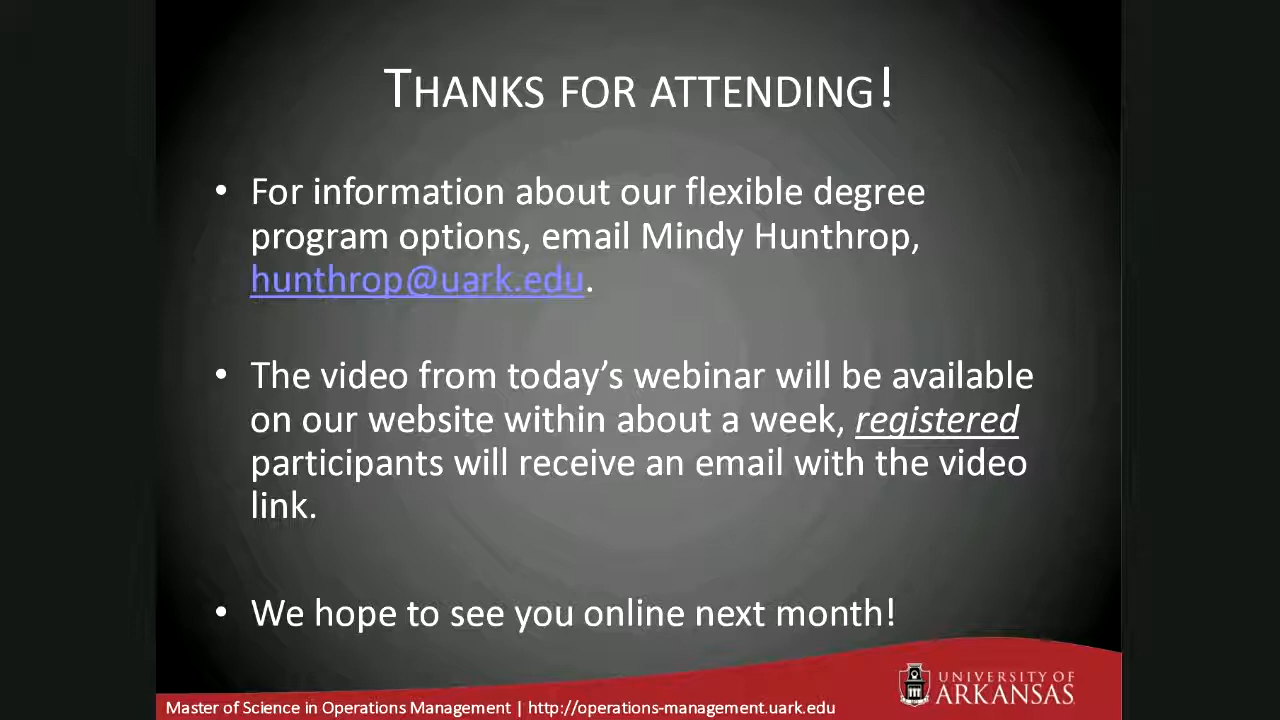 THANKS FOR ATTENDING!
• For information about our flexible degree
program options, email Mindy Hunthrop,
hunthrop@uark.edu.
• The video from today’s webinar will be available
on our website within about a week, registered
participants will receive an email with the video
link.
• We hope to see you online next month!
UNIVERSITY OF
ARKANSAS
Master of Science in Operations Management | http://operations-management.uark.edu